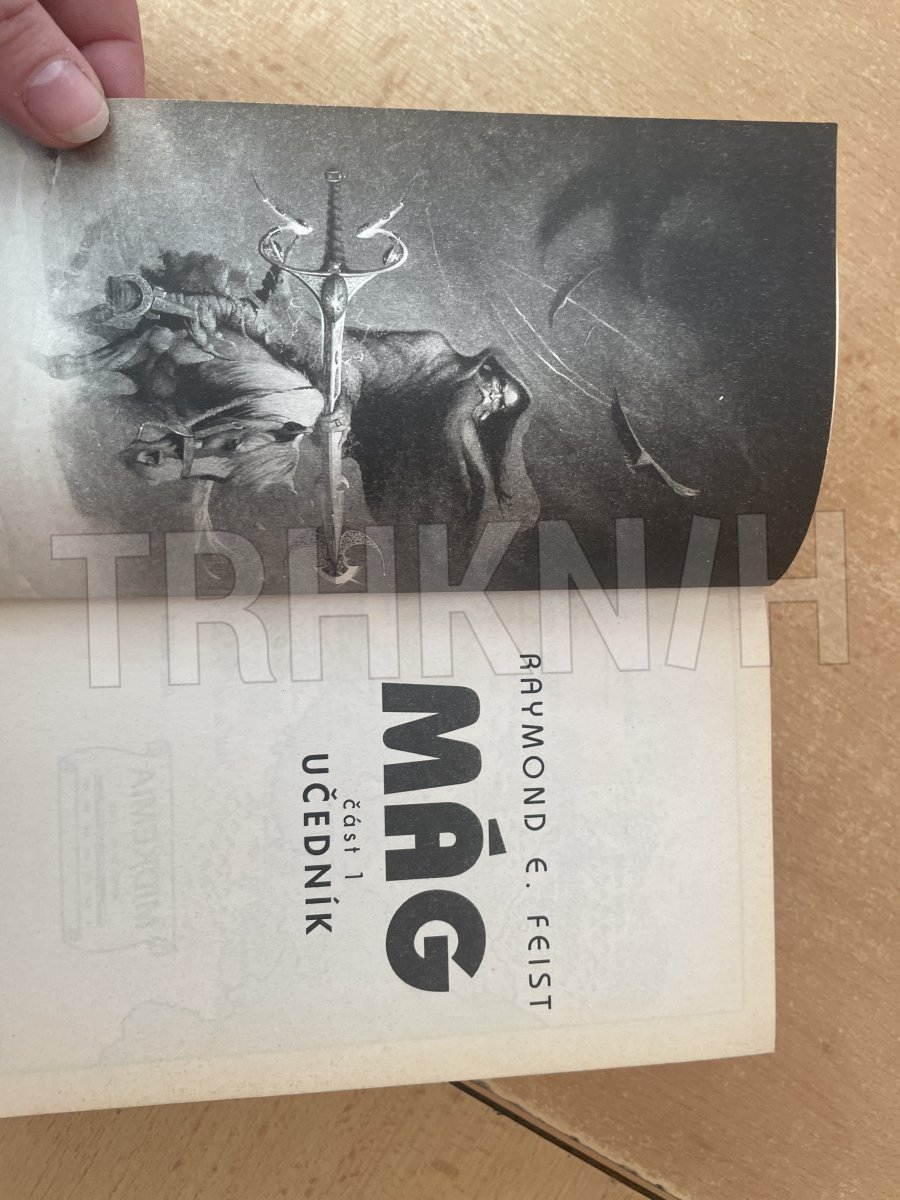 RAYMOND E. FEIST
MÁG
část 1
UČEDNÍK
TRHKNIH